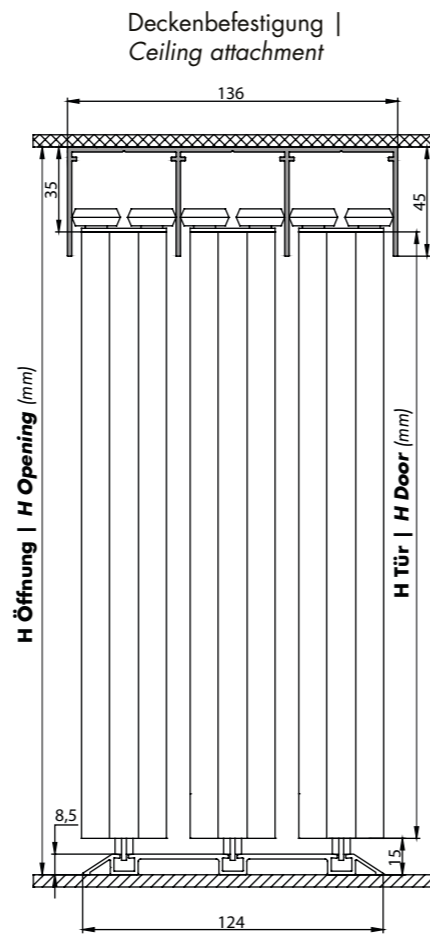 Deckenbefestigung |
Ceiling attachment
136
35
45
H Öffnung | H Opening (mm)
H Tür | H Door (mm)
8,5
15
124